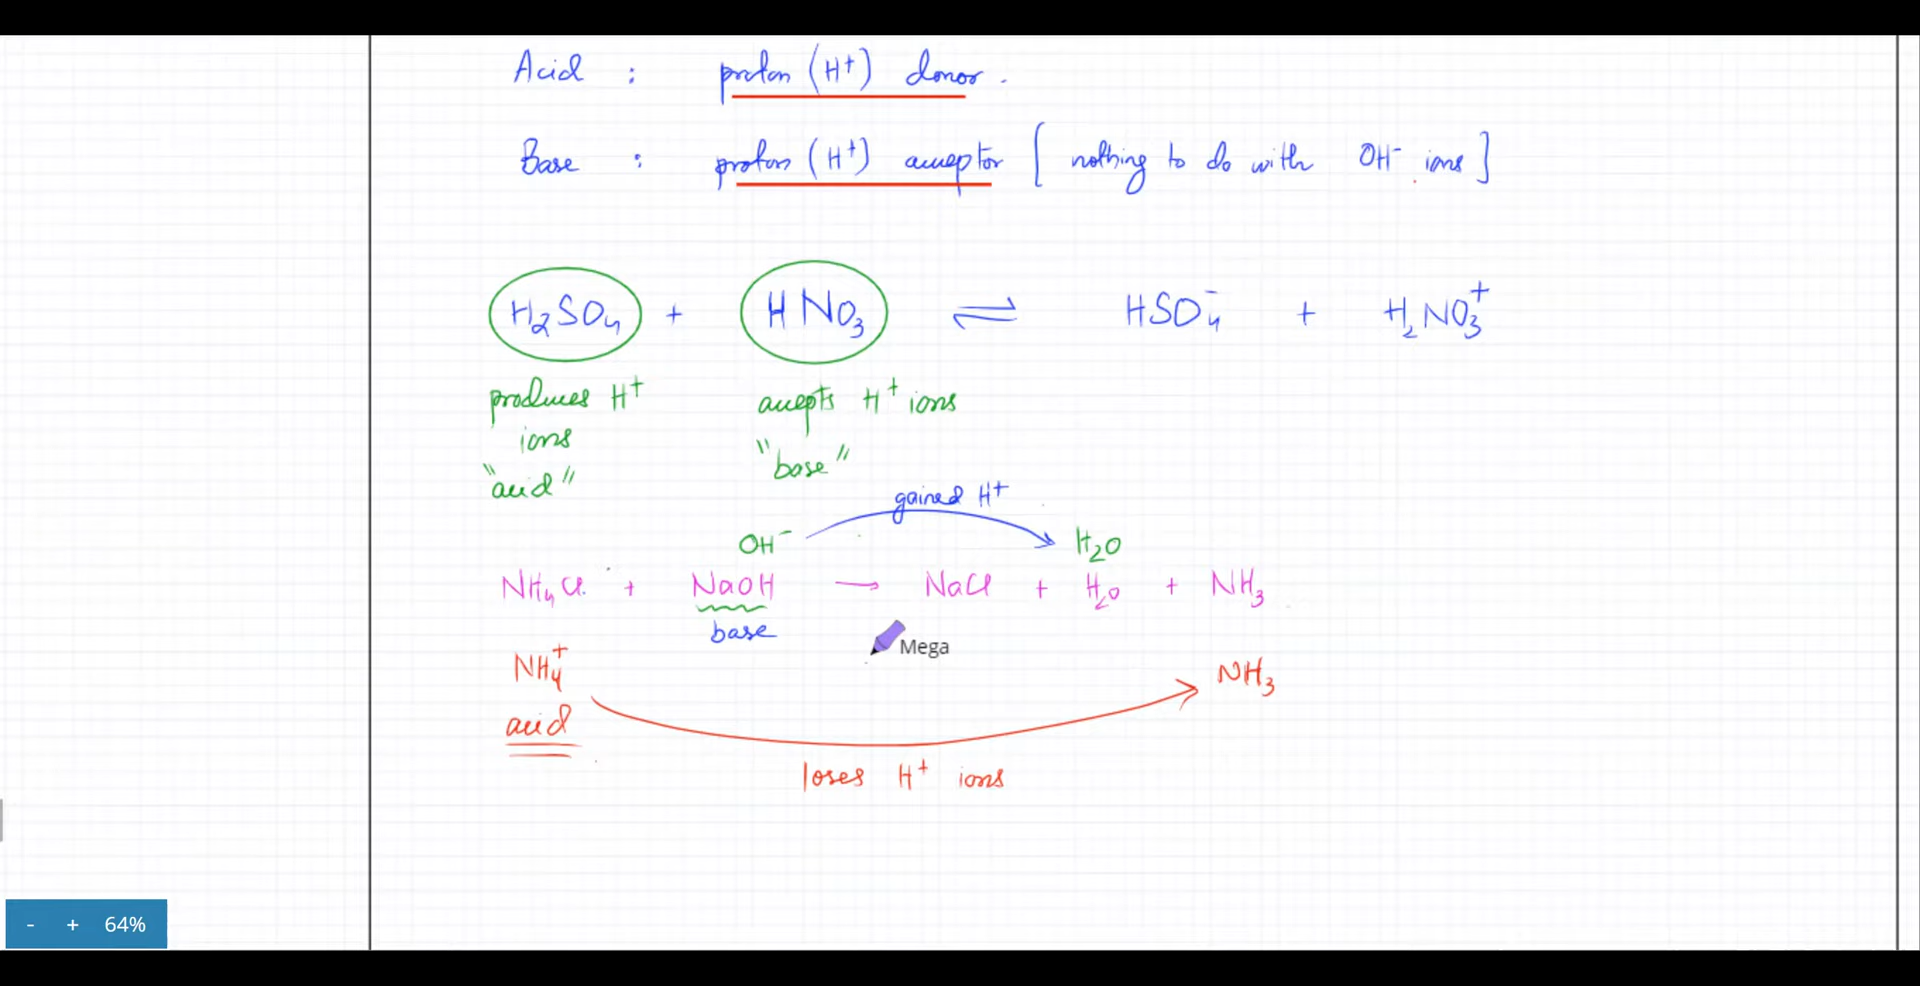 Acid : proton (H⁺) donor.
Base : proton (H⁺) acceptor [nothing to do with OH⁻ ions]
H₂SO₄ + HNO₃ ⇌ HSO₄⁻ + H₂NO₃⁺
produces H⁺ ions
"acid"
accepts H⁺ ions
"base"
gained H⁺
OH⁻ H₂O
NH₄Cl + NaOH → NaCl + H₂O + NH₃
base
Mega
NH₄⁺ NH₃
acid
loses H⁺ ions
- + 64%